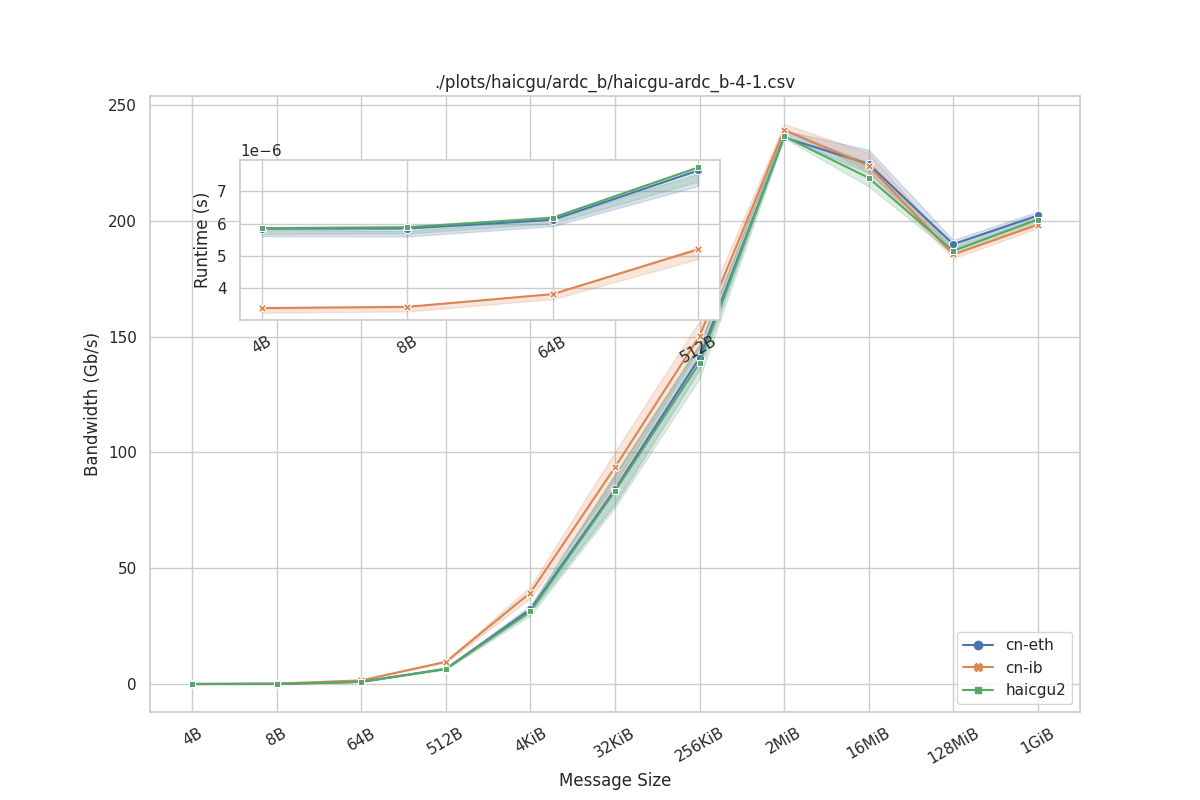 ./plots/haicgu/ardc_b/haicgu-ardc_b-4-1.csv
250
200
150
100
50
0
Bandwidth (Gb/s)
1e−6
7
6
5
4
Runtime (s)
4B
8B
64B
512B
cn-eth
cn-ib
haicgu2
4B
8B
64B
512B
4KiB
32KiB
256KiB
2MiB
16MiB
128MiB
1GiB
Message Size